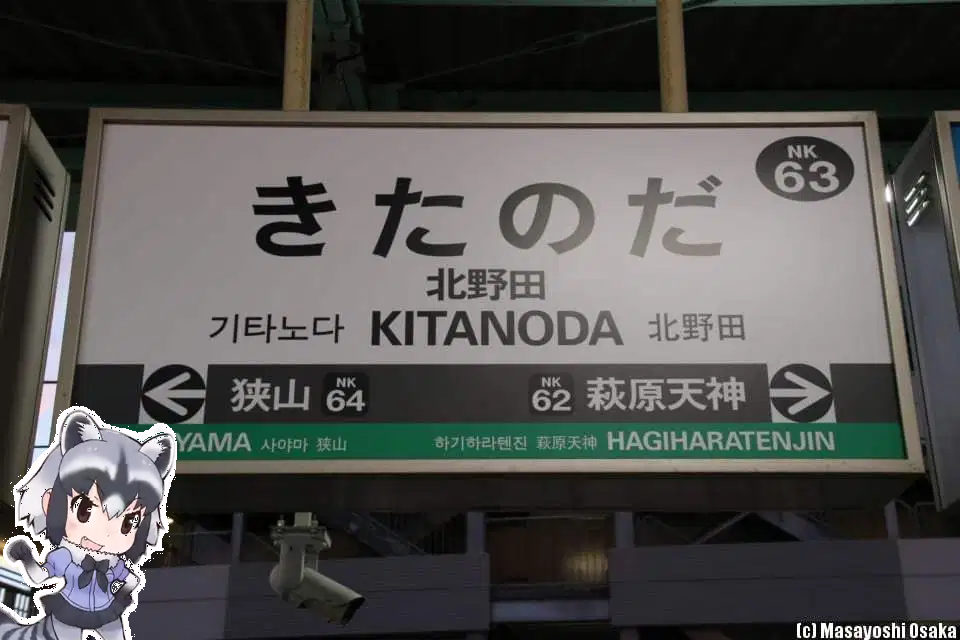 NK
63
きたのだ
北野田
기타노다 KITANODA 北野田
狭山 NK 64 NK 62 萩原天神
YAMA 사야마 狭山 하기하라텐진 萩原天神 HAGIHARATENJIN
(c) Masayoshi Osaka